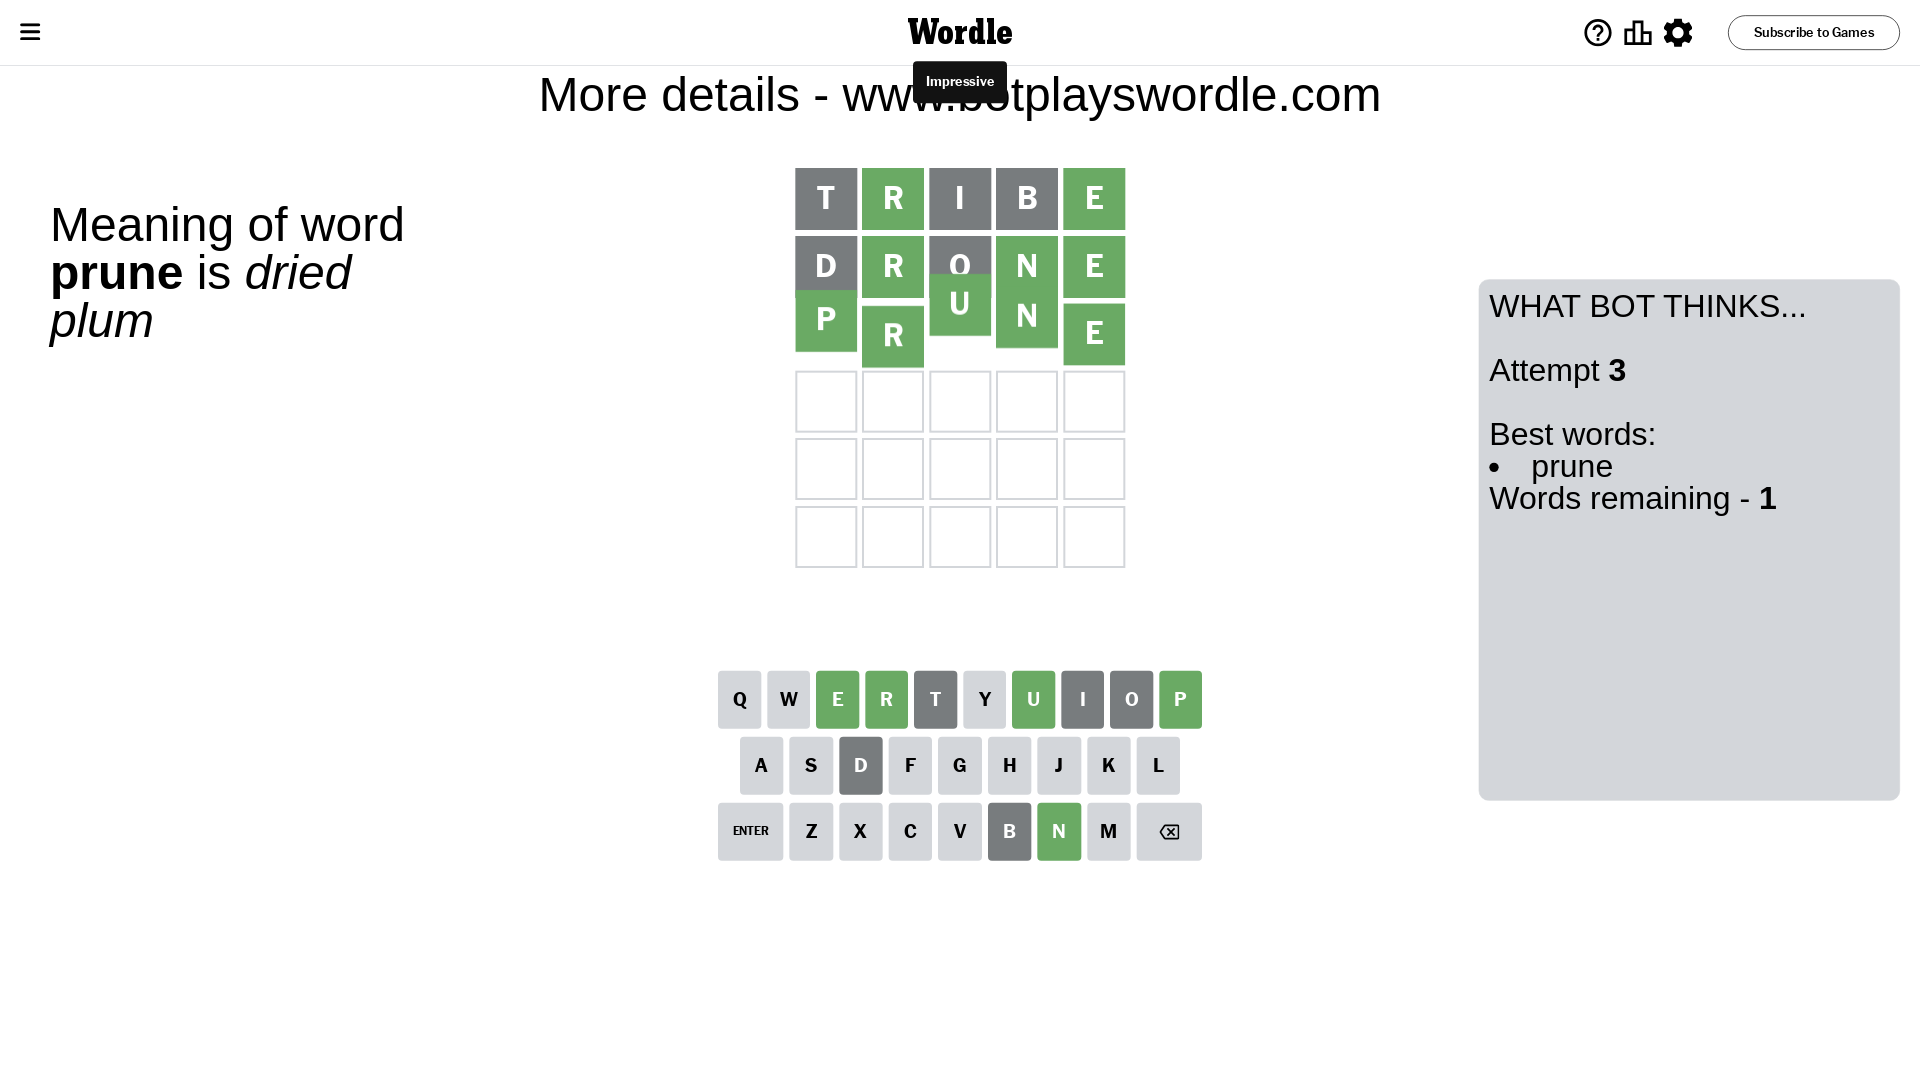 Wordle
Subscribe to Games
Impressive
More details - www.botplayswordle.com
Meaning of word
prune is dried
plum
T R I B E
D R O N E
P R U N E
WHAT BOT THINKS...
Attempt 3
Best words:
• prune
Words remaining - 1
Q W E R T Y U I O P
A S D F G H J K L
ENTER Z X C V B N M